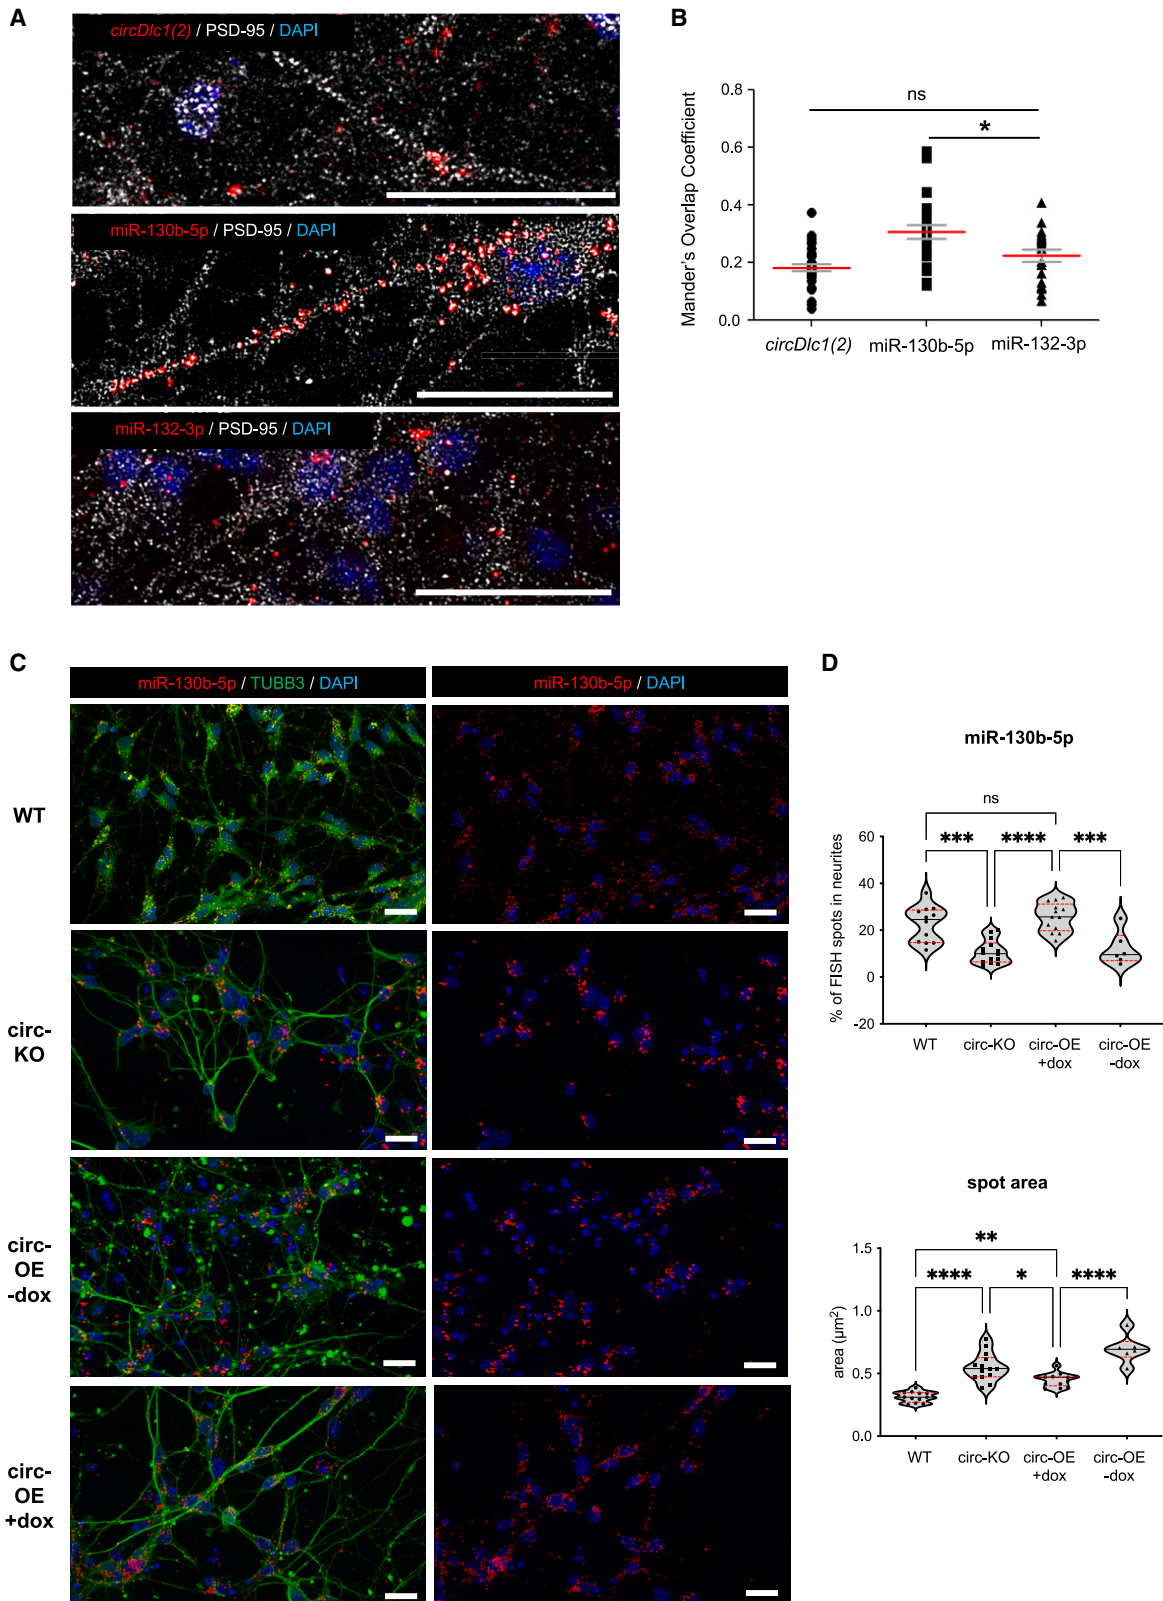 A
circDlc1(2) / PSD-95 / DAPI
miR-130b-5p / PSD-95 / DAPI
miR-132-3p / PSD-95 / DAPI
B
0.8
0.6
0.4
0.2
0.0
Mander's Overlap Coefficient
ns
*
circDlc1(2)
miR-130b-5p
miR-132-3p
C
miR-130b-5p / TUBB3 / DAPI
miR-130b-5p / DAPI
WT
circ-
KO
circ-
OE
-dox
circ-
OE
+dox
D
miR-130b-5p
ns
*** **** ***
60
40
20
0
-20
% of FISH spots in neurites
WT
circ-KO
circ-OE
+dox
circ-OE
-dox
spot area
**
**** * ****
1.5
1.0
0.5
0.0
area (µm²)
WT
circ-KO
circ-OE
+dox
circ-OE
-dox